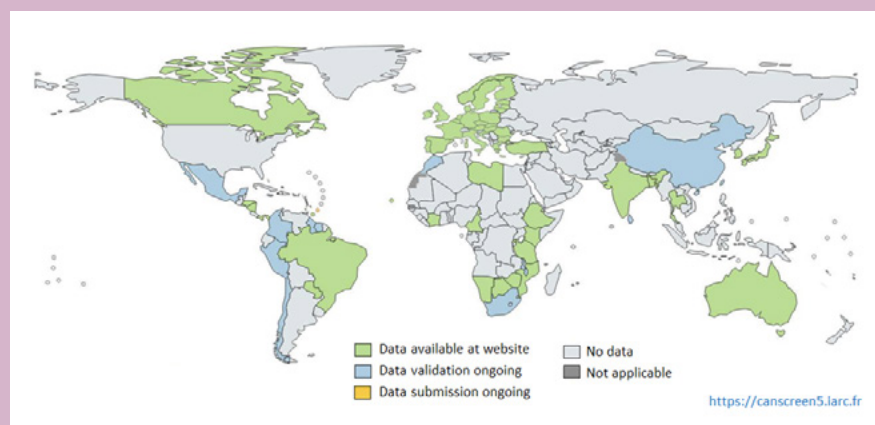 Data available at website
Data validation ongoing
Data submission ongoing
No data
Not applicable
https://canscreen5.iarc.fr